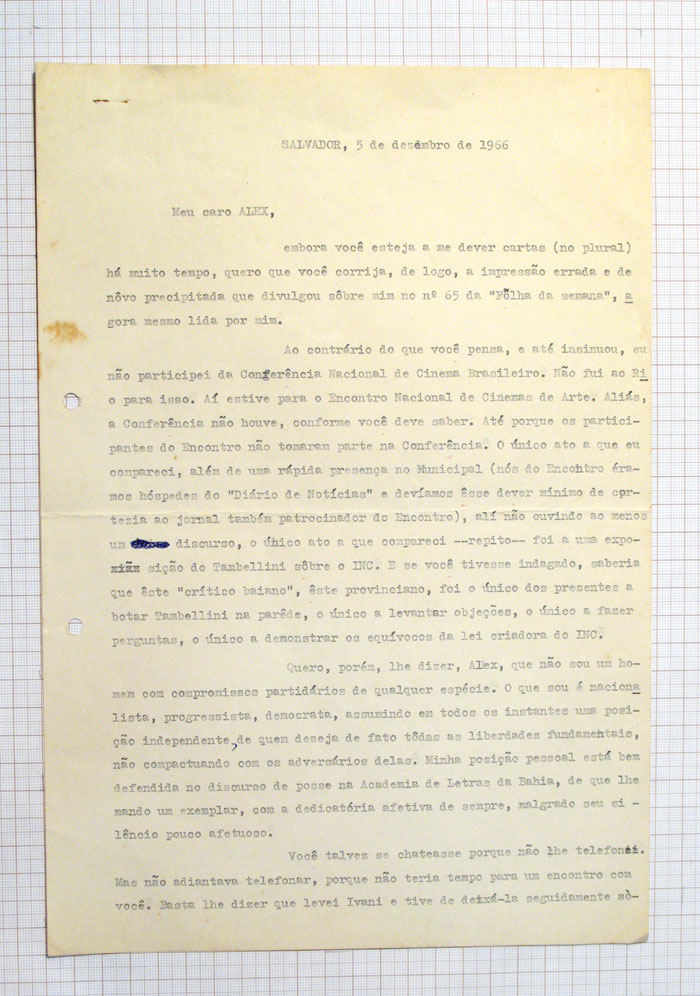 SALVADOR, 5 de dezembro de 1966
Meu caro ALEX,
embora você esteja a me dever cartas (no plural)
há muito tempo, quero que você corrija, de logo, a impressão errada e de
nôvo precipitada que divulgou sôbre mim no nº 65 da "Fôlha da semana", a
gora mesmo lida por mim.
Ao contrário do que você pensa, e até insinuou, eu
não participei da Conferência Nacional de Cinema Brasileiro. Não fui ao Ri
o para isso. Aí estive para o Encontro Nacional de Cinemas de Arte. Aliás,
a Conferência não houve, conforme você deve saber. Até porque os partici-
pantes do Encontro não tomaram parte na Conferência. O único ato a que eu
compareci, além de uma rápida presença no Municipal (nós do Encontro éra-
mos hóspedes do "Diário de Notícias" e devíamos êsse dever mínimo de cor-
tezia ao jornal também patrocinador do Encontro), alí não ouvindo ao menos
um discurso, o único ato a que compareci --repito-- foi a uma expo-
sição do Tambellini sôbre o INC. E se você tivesse indagado, saberia
que êste "crítico baiano", êste provinciano, foi o único dos presentes a
botar Tambellini na parêde, o único a levantar objeções, o único a fazer
perguntas, o único a demonstrar os equívocos da lei criadora do INC.
Quero, porém, lhe dizer, Alex, que não sou um ho-
mem com compromissos partidários de qualquer espécie. O que sou é naciona
lista, progressista, democrata, assumindo em todos os instantes uma posi-
ção independente, de quem deseja de fato tôdas as liberdades fundamentais,
não compactuando com os adversários delas. Minha posição pessoal está bem
defendida no discurso de posse na Academia de Letras da Bahia, de que lhe
mando um exemplar, com a dedicatória afetiva de sempre, malgrado seu si -
lêncio pouco afetuoso.
Você talvez se chateasse porque não lhe telefonei.
Mas não adiantava telefonar, porque não teria tempo para um encontro com
você. Basta lhe dizer que levei Ivani e tive de deixá-la seguidamente sò-